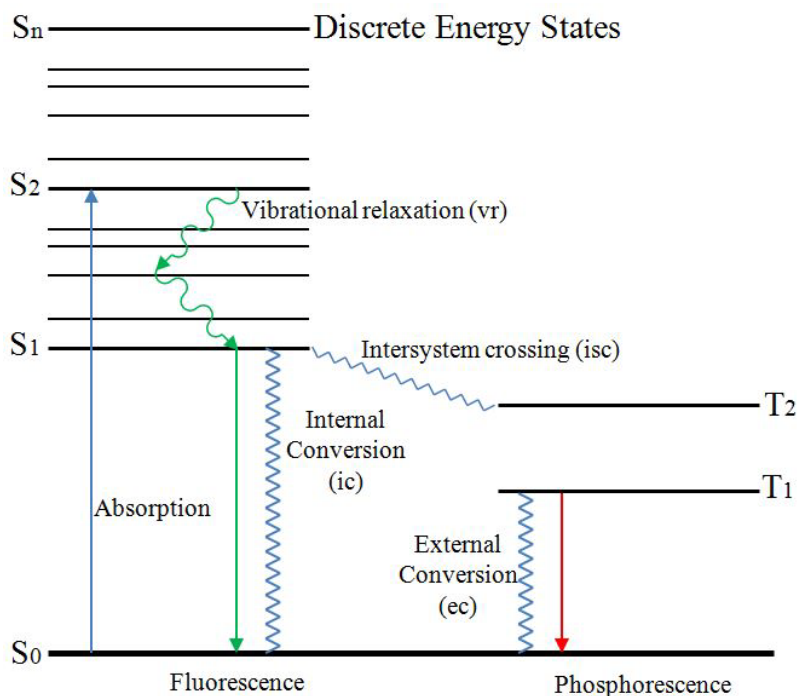 Sn
Discrete Energy States
S2
Vibrational relaxation (vr)
S1
Intersystem crossing (isc)
T2
Internal
Conversion
(ic)
T1
Absorption
External
Conversion
(ec)
S0
Fluorescence
Phosphorescence